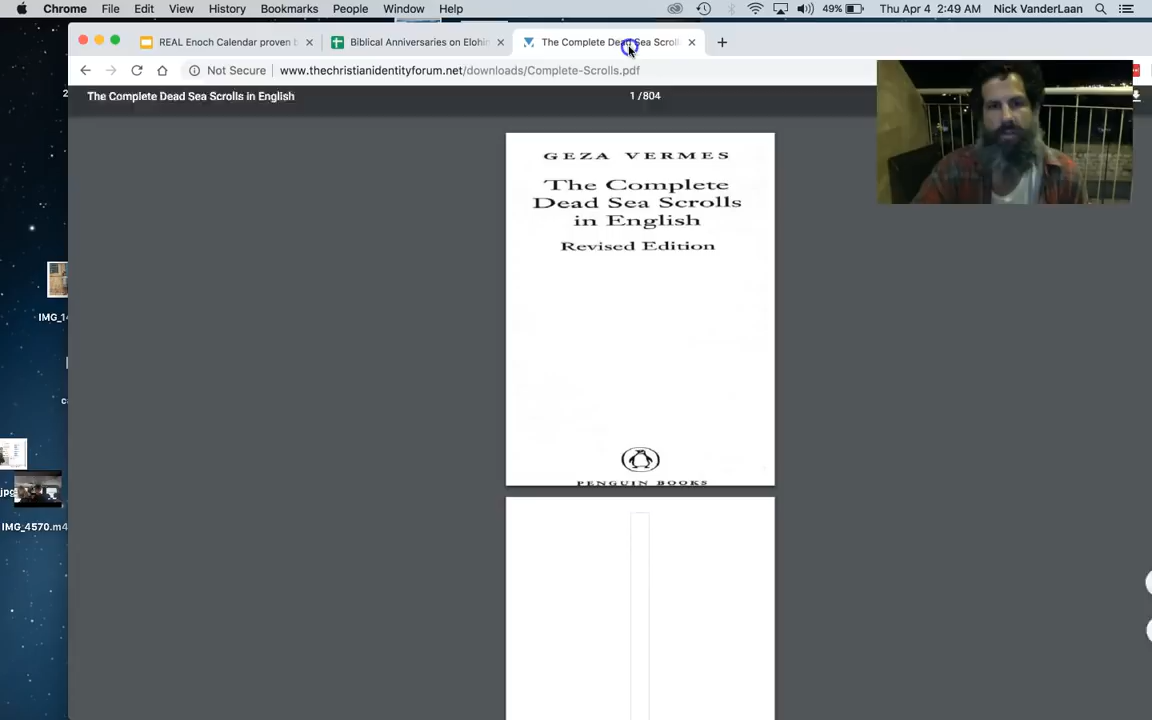 Chrome File Edit View History Bookmarks People Window Help 49% Thu Apr 4 2:49 AM Nick VanderLaan
REAL Enoch Calendar proven Biblical Anniversaries on Elohim The Complete Dead Sea Scroll
Not Secure www.thechristianidentityforum.net/downloads/Complete-Scrolls.pdf
The Complete Dead Sea Scrolls in English 1 / 804
GEZA VERMES
The Complete
Dead Sea Scrolls
in English
Revised Edition
PENGUIN BOOKS
IMG_14
jpg
IMG_4570.m4